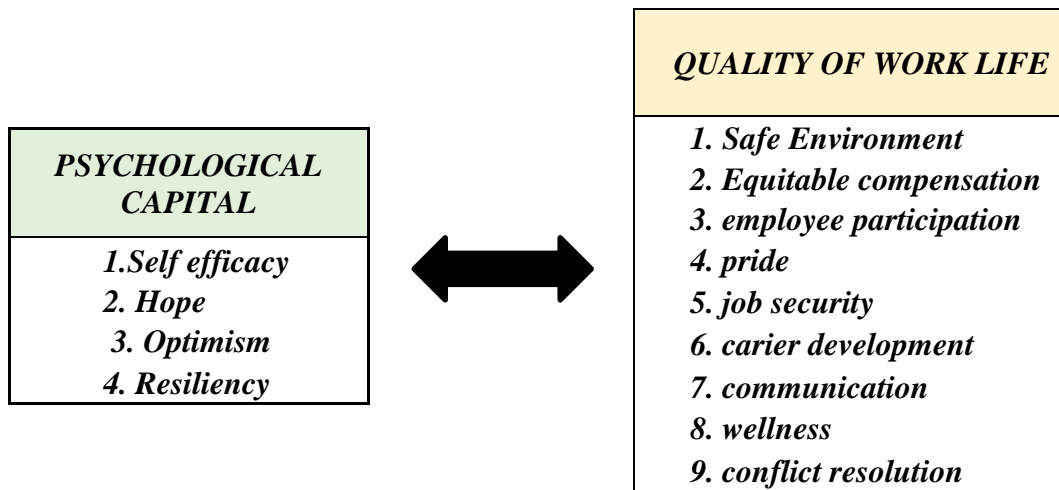 PSYCHOLOGICAL
CAPITAL
1.Self efficacy
2. Hope
3. Optimism
4. Resiliency
QUALITY OF WORK LIFE
1. Safe Environment
2. Equitable compensation
3. employee participation
4. pride
5. job security
6. carier development
7. communication
8. wellness
9. conflict resolution